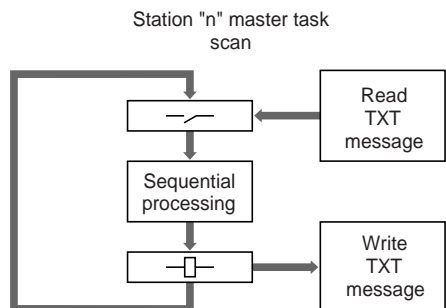 Station "n" master task
scan
Read
TXT
message
Sequential
processing
Write
TXT
message